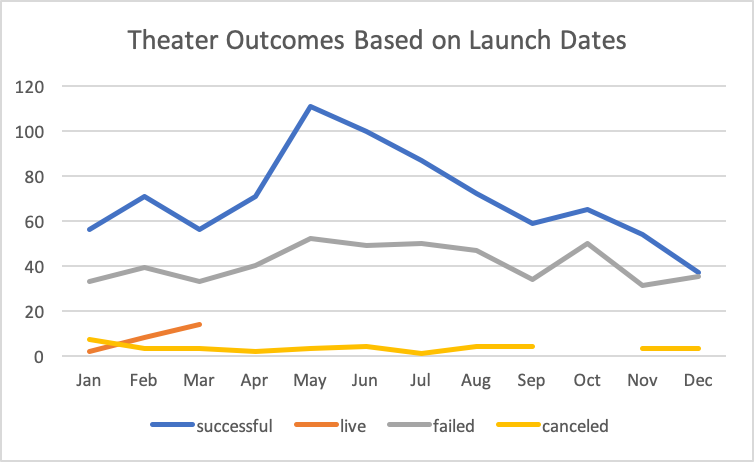 Theater Outcomes Based on Launch Dates
120
100
80
60
40
20
0
Jan Feb Mar Apr May Jun Jul Aug Sep Oct Nov Dec
successful live failed canceled